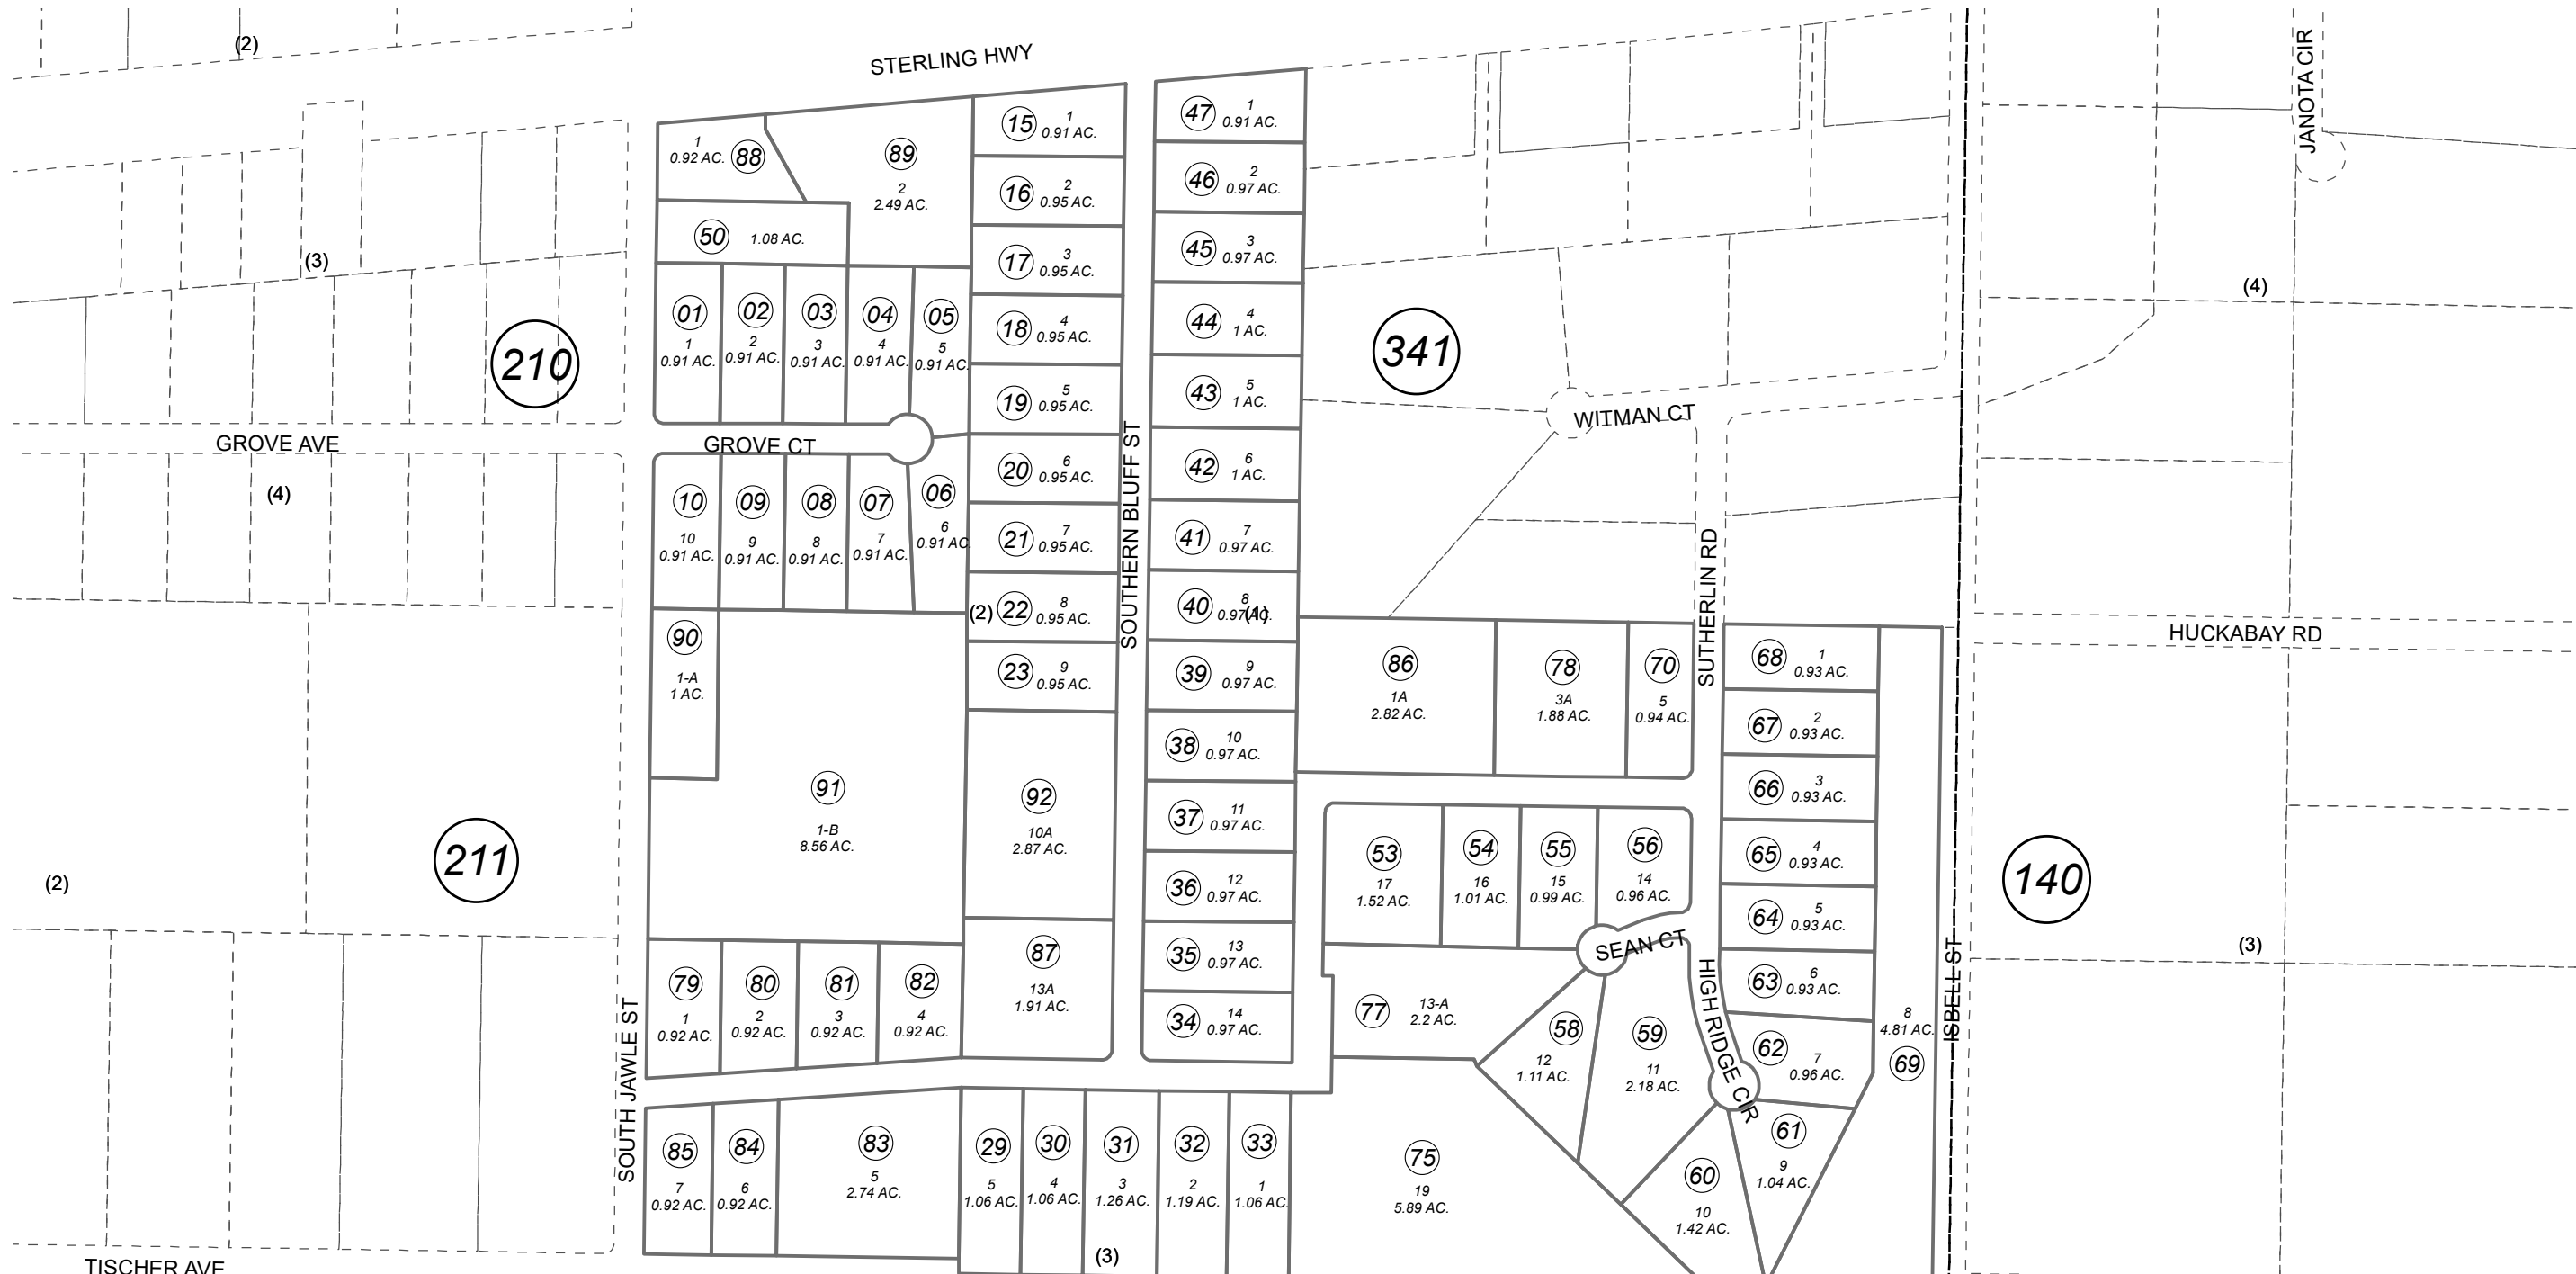 (2)
STERLING HWY
JANOTA CIR
1
0.92 AC.
88
89
2
2.49 AC.
15
1
0.91 AC.
47
1
0.91 AC.
16
2
0.95 AC.
46
2
0.97 AC.
50
1.08 AC.
17
3
0.95 AC.
45
3
0.97 AC.
(3)
(4)
01
1
0.91 AC.
02
2
0.91 AC.
03
3
0.91 AC.
04
4
0.91 AC.
05
5
0.91 AC.
18
4
0.95 AC.
44
4
1 AC.
210
341
19
5
0.95 AC.
43
5
1 AC.
WITMAN CT
GROVE AVE
GROVE CT
SOUTHERN BLUFF ST
20
6
0.95 AC.
42
6
1 AC.
(4)
10
10
0.91 AC.
09
9
0.91 AC.
08
8
0.91 AC.
07
7
0.91 AC.
06
6
0.91 AC.
21
7
0.95 AC.
41
7
0.97 AC.
SUTHERLIN RD
(2)
22
8
0.95 AC.
40
8
0.97 AC.
(1)
HUCKABAY RD
90
1-A
1 AC.
23
9
0.95 AC.
39
9
0.97 AC.
86
1A
2.82 AC.
78
3A
1.88 AC.
70
5
0.94 AC.
68
1
0.93 AC.
67
2
0.93 AC.
38
10
0.97 AC.
91
1-B
8.56 AC.
92
10A
2.87 AC.
37
11
0.97 AC.
66
3
0.93 AC.
53
17
1.52 AC.
54
16
1.01 AC.
55
15
0.99 AC.
56
14
0.96 AC.
65
4
0.93 AC.
211
(2)
140
36
12
0.97 AC.
64
5
0.93 AC.
87
13A
1.91 AC.
35
13
0.97 AC.
SEAN CT
(3)
79
1
0.92 AC.
80
2
0.92 AC.
81
3
0.92 AC.
82
4
0.92 AC.
34
14
0.97 AC.
77
13-A
2.2 AC.
63
6
0.93 AC.
HIGH RIDGE CIR
ISBELL ST
58
12
1.11 AC.
59
11
2.18 AC.
62
7
0.96 AC.
8
4.81 AC.
69
SOUTH JAWLE ST
85
7
0.92 AC.
84
6
0.92 AC.
83
5
2.74 AC.
29
5
1.06 AC.
30
4
1.06 AC.
31
3
1.26 AC.
32
2
1.19 AC.
33
1
1.06 AC.
75
19
5.89 AC.
61
9
1.04 AC.
60
10
1.42 AC.
(3)
TISCHER AVE